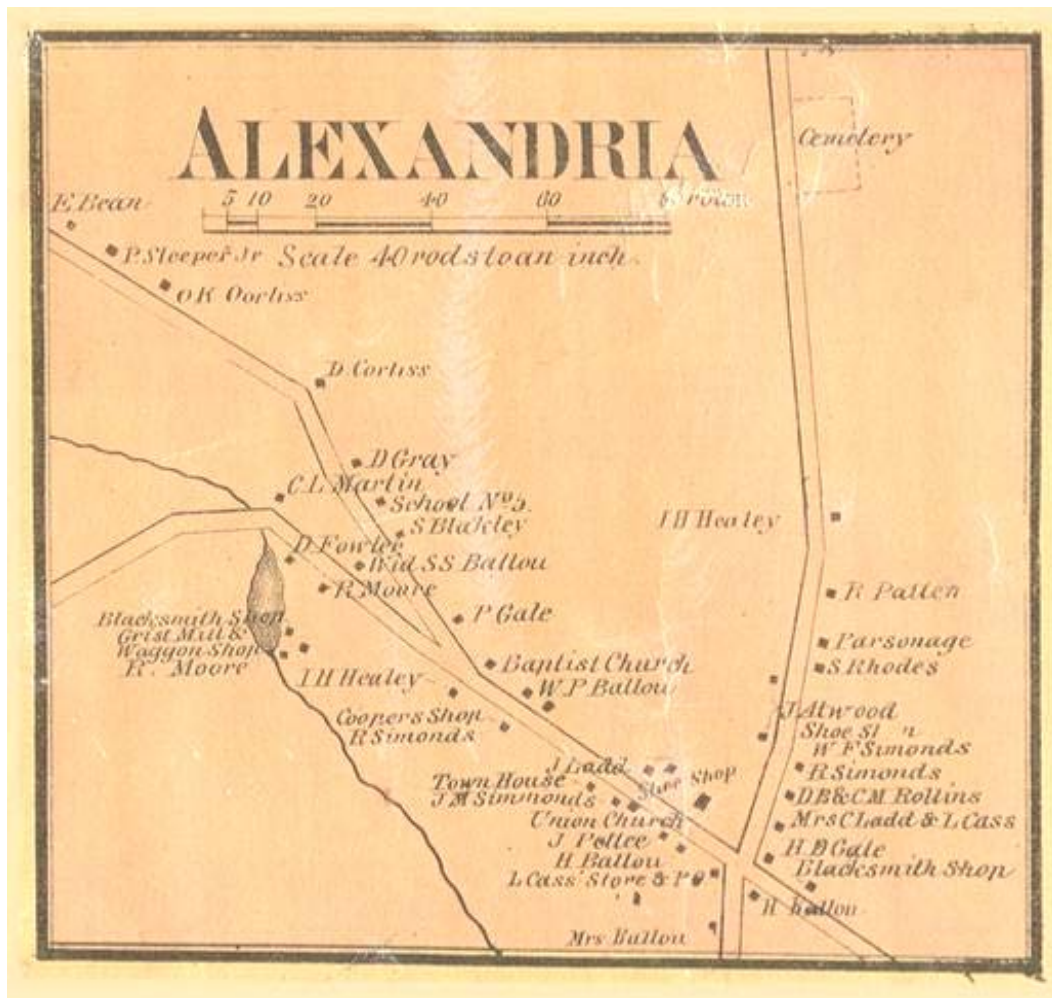 ALEXANDRIA
Cemetery
5 10 20 40 60
E. Bean
P. Sleeper Jr
Scale 40 rods to an inch.
O K Corliss
D. Corliss
D Gray
C. L. Martin
School No 5.
I H Healey
S Blakley
D. Fowler
Wid S S Ballou
R Moore
R Patten
P Gale
Blacksmith Shop
Grist Mill &
Waggon Shop
R. Moore
Parsonage
S. Rhodes
Baptist Church
I H Healey
W. P. Ballou
Coopers Shop
R Simonds
J. Atwood
Shoe
W F Simonds
J Ladd
Shoe Shop
R Simonds
Town House
J M Simmonds
D B & C M Rollins
Union Church
Mrs C Ladd & L Cass
J
H Ballou
H D Gale
L Cass' Store & P O
Blacksmith Shop
H Ballou
Mrs Ballou